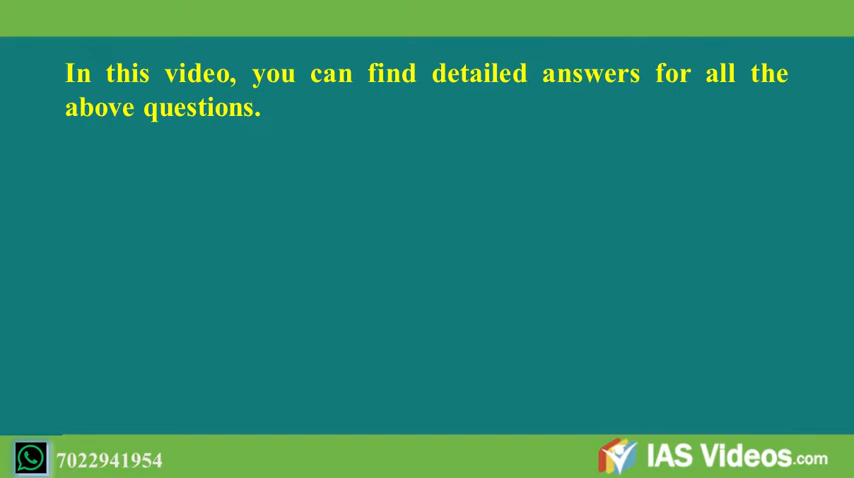 In this video, you can find detailed answers for all the
above questions.
7022941954
IAS Videos.com